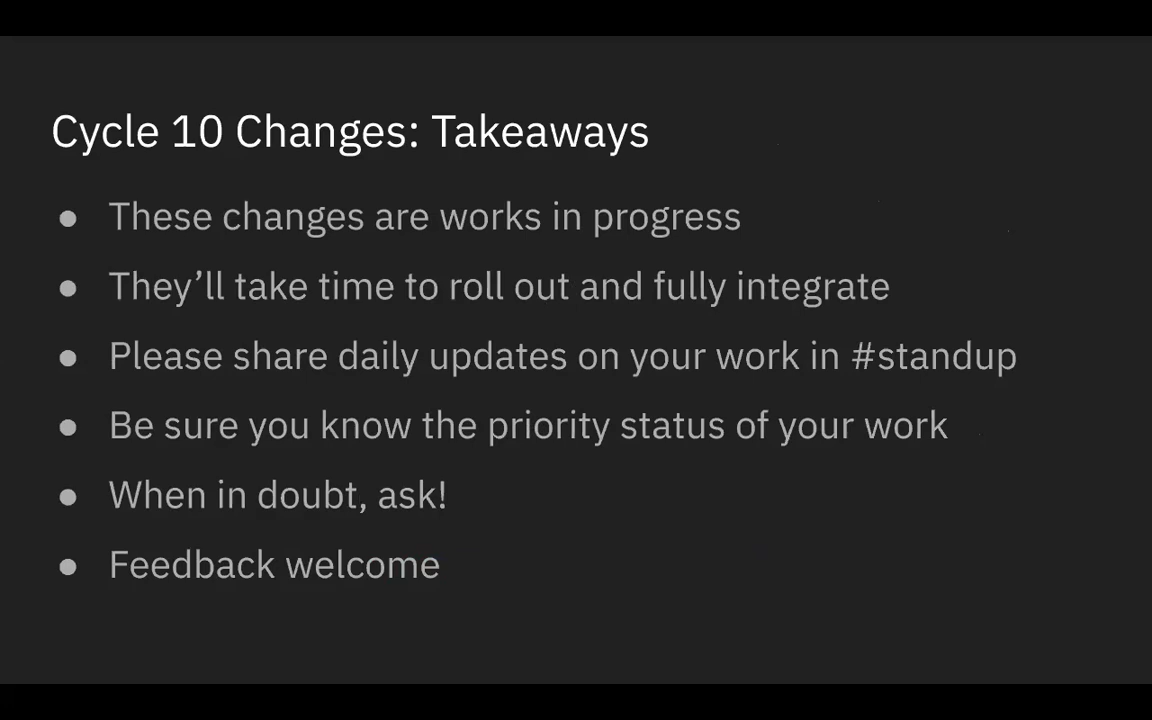 Cycle 10 Changes: Takeaways
● These changes are works in progress
● They’ll take time to roll out and fully integrate
● Please share daily updates on your work in #standup
● Be sure you know the priority status of your work
● When in doubt, ask!
● Feedback welcome